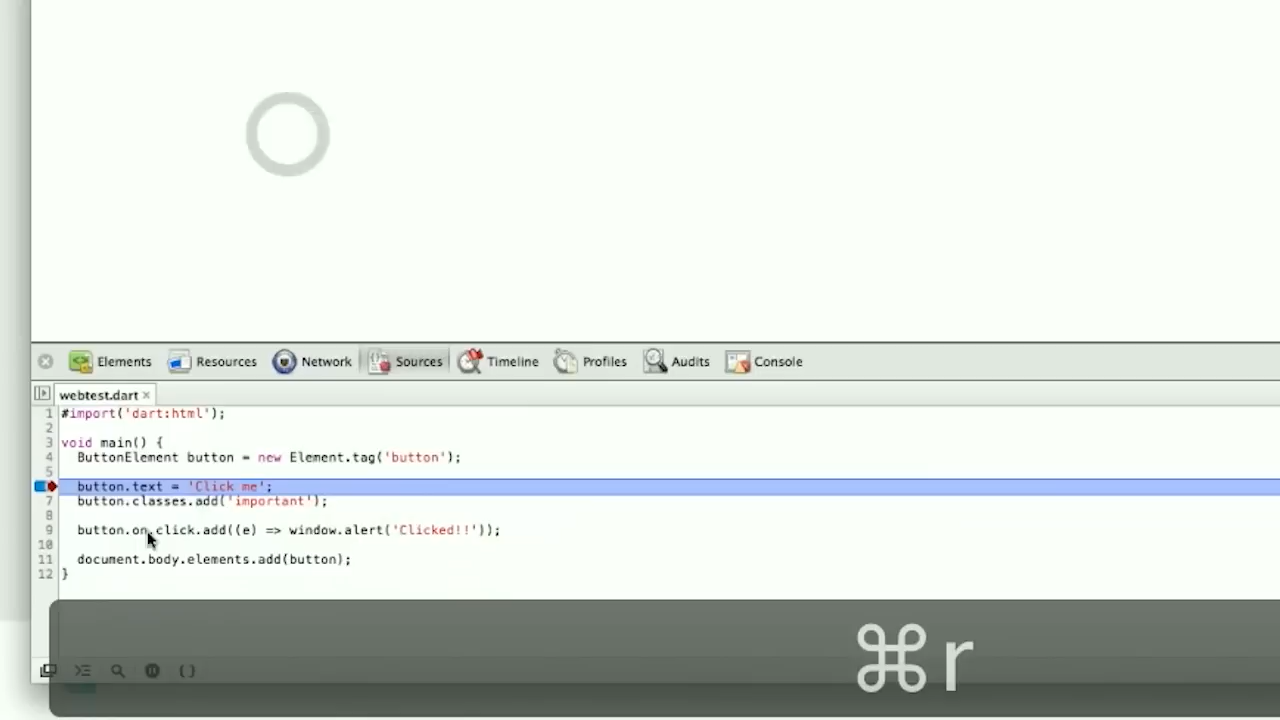 Elements Resources Network Sources Timeline Profiles Audits Console
webtest.dart ×
1 #import('dart:html');
2
3 void main() {
4 ButtonElement button = new Element.tag('button');
5
button.text = 'Click me';
7 button.classes.add('important');
8
9 button.on.click.add((e) => window.alert('Clicked!!'));
10
11 document.body.elements.add(button);
12 }
⌘r